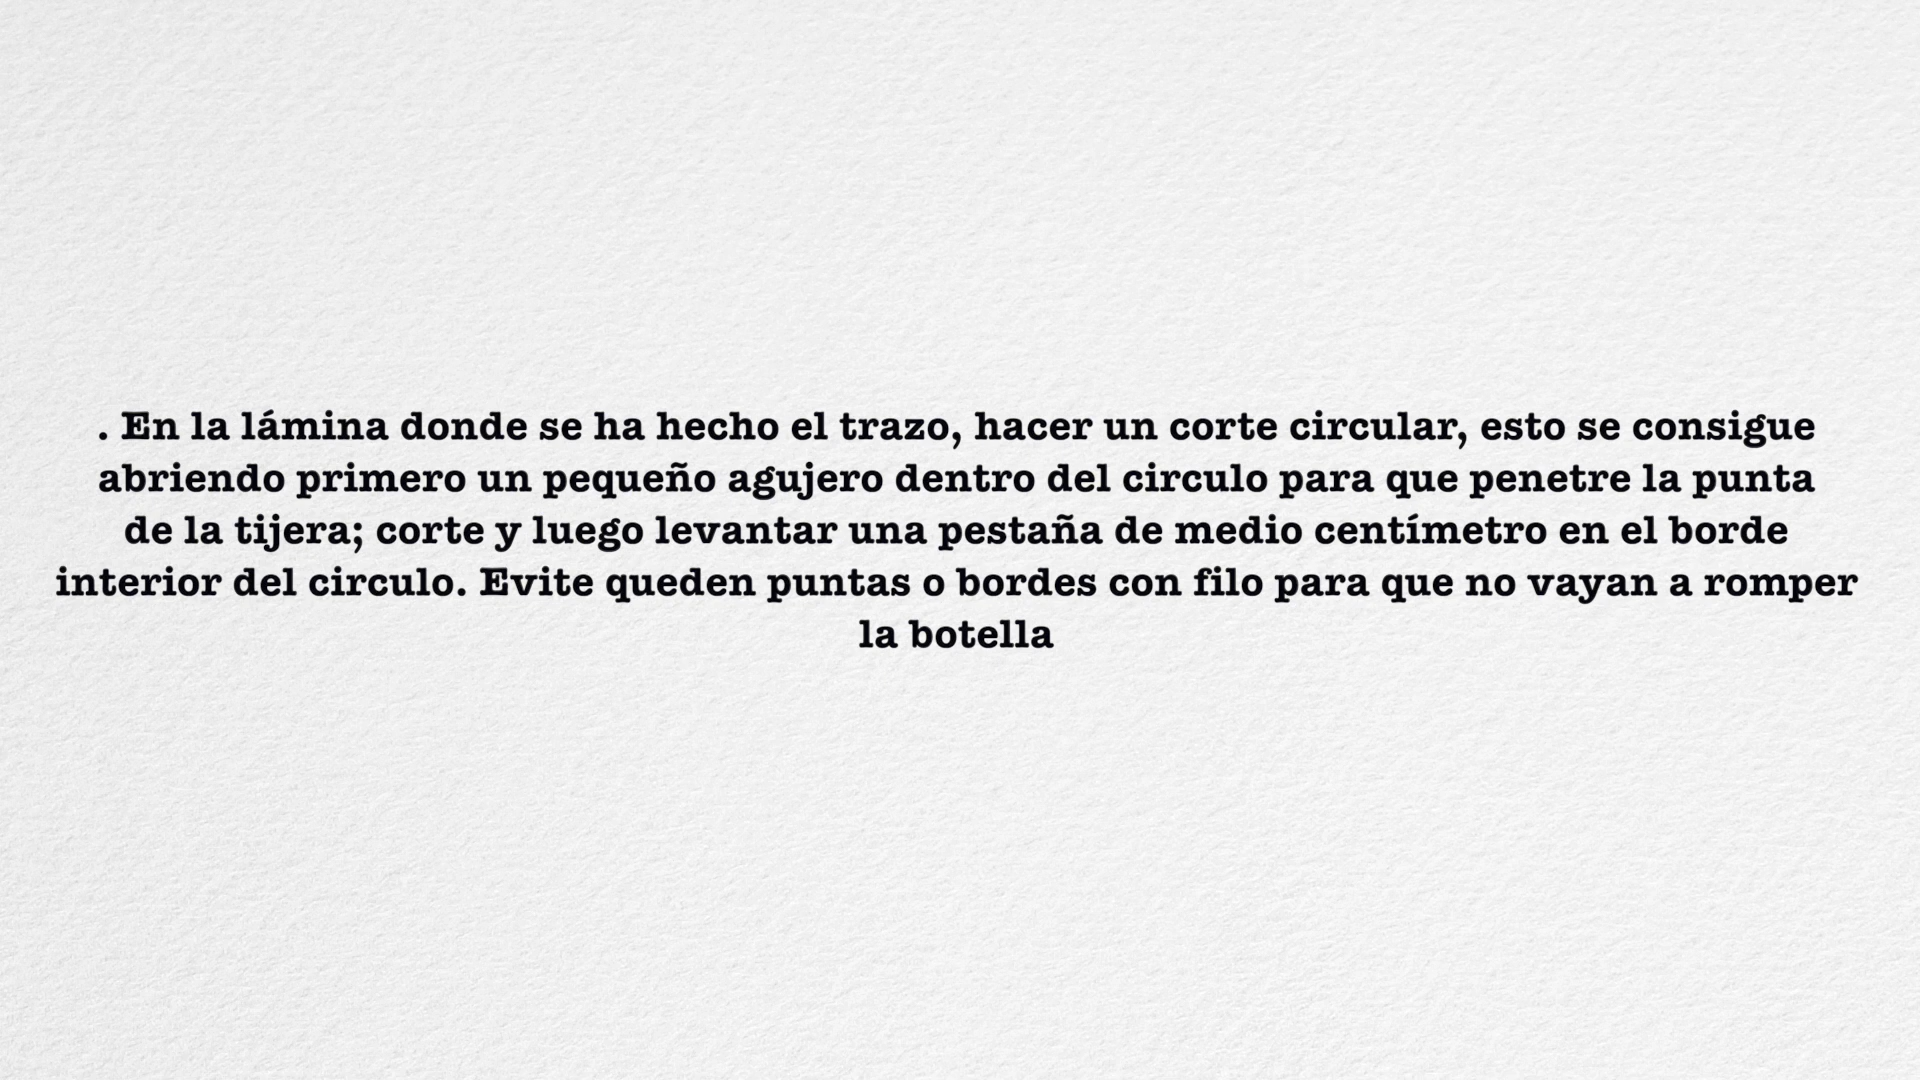 . En la lámina donde se ha hecho el trazo, hacer un corte circular, esto se consigue
abriendo primero un pequeño agujero dentro del circulo para que penetre la punta
de la tijera; corte y luego levantar una pestaña de medio centímetro en el borde
interior del circulo. Evite queden puntas o bordes con filo para que no vayan a romper
la botella